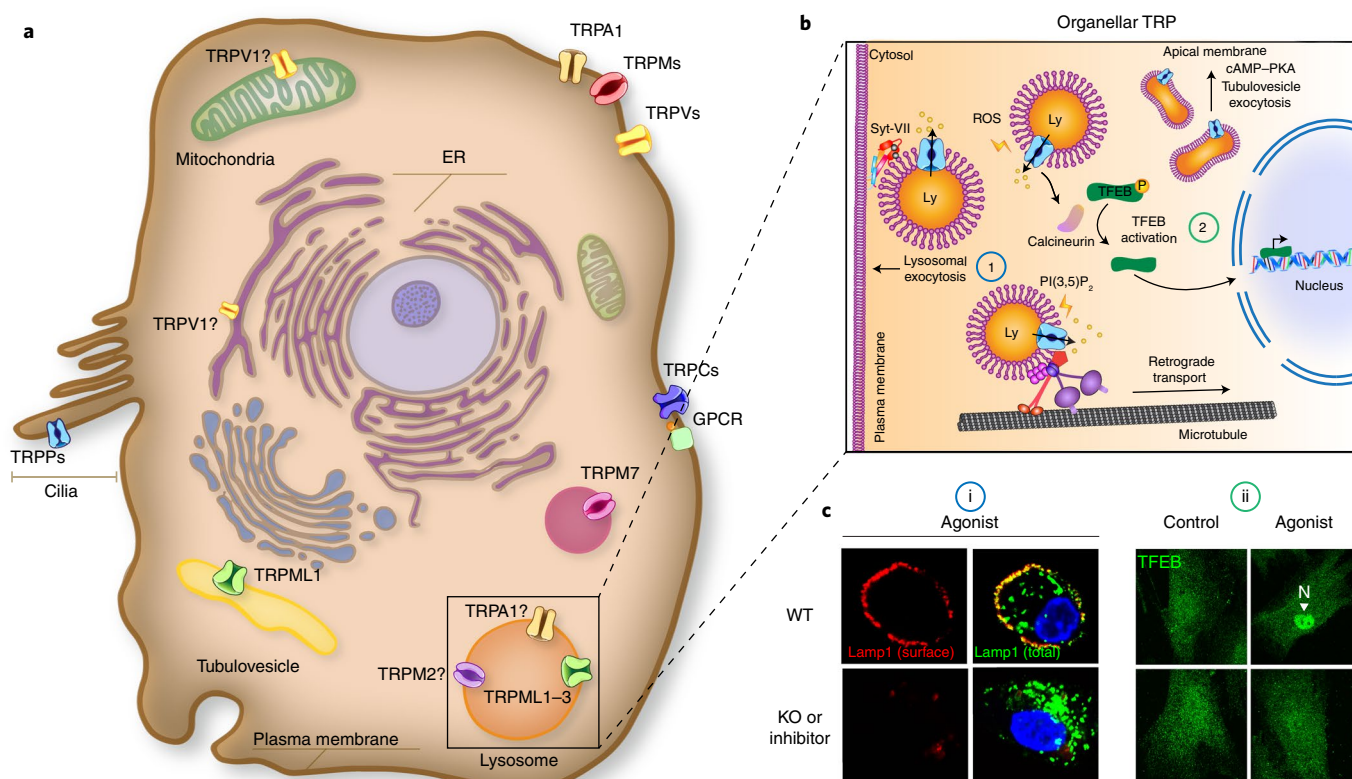 a
TRPV1?
Mitochondria
TRPA1
TRPMs
TRPVs
ER
TRPV1?
TRPCs
GPCR
TRPPs
Cilia
TRPM7
TRPML1
Tubulovesicle
TRPA1?
TRPM2?
TRPML1–3
Lysosome
Plasma membrane
b
Organellar TRP
Cytosol
Apical membrane
cAMP–PKA
Tubulovesicle
exocytosis
ROS
Ly
Syt-VII
Ly
TFEB
P
Calcineurin
TFEB
activation
2
Lysosomal
exocytosis
1
PI(3,5)P2
Ly
Nucleus
Retrograde
transport
Plasma membrane
Microtubule
c
i
Agonist
ii
Control
Agonist
WT
Lamp1 (surface)
Lamp1 (total)
TFEB
N
KO or
inhibitor